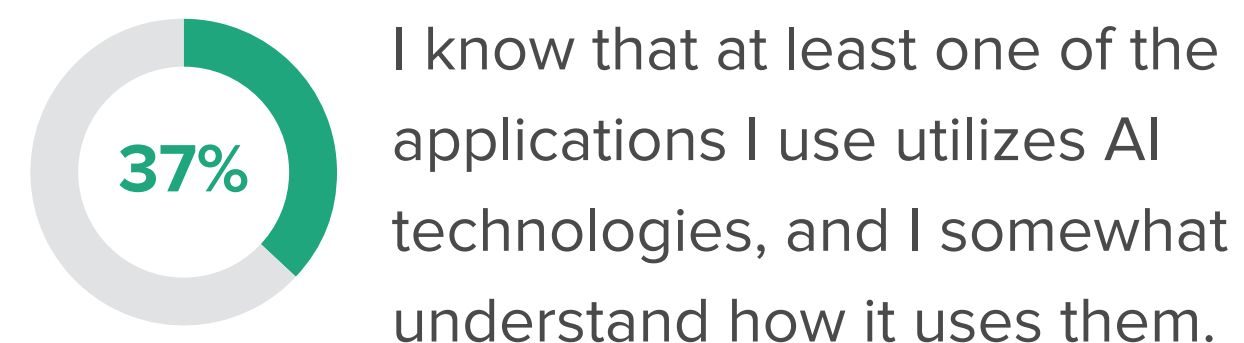 37%
I know that at least one of the
applications I use utilizes AI
technologies, and I somewhat
understand how it uses them.